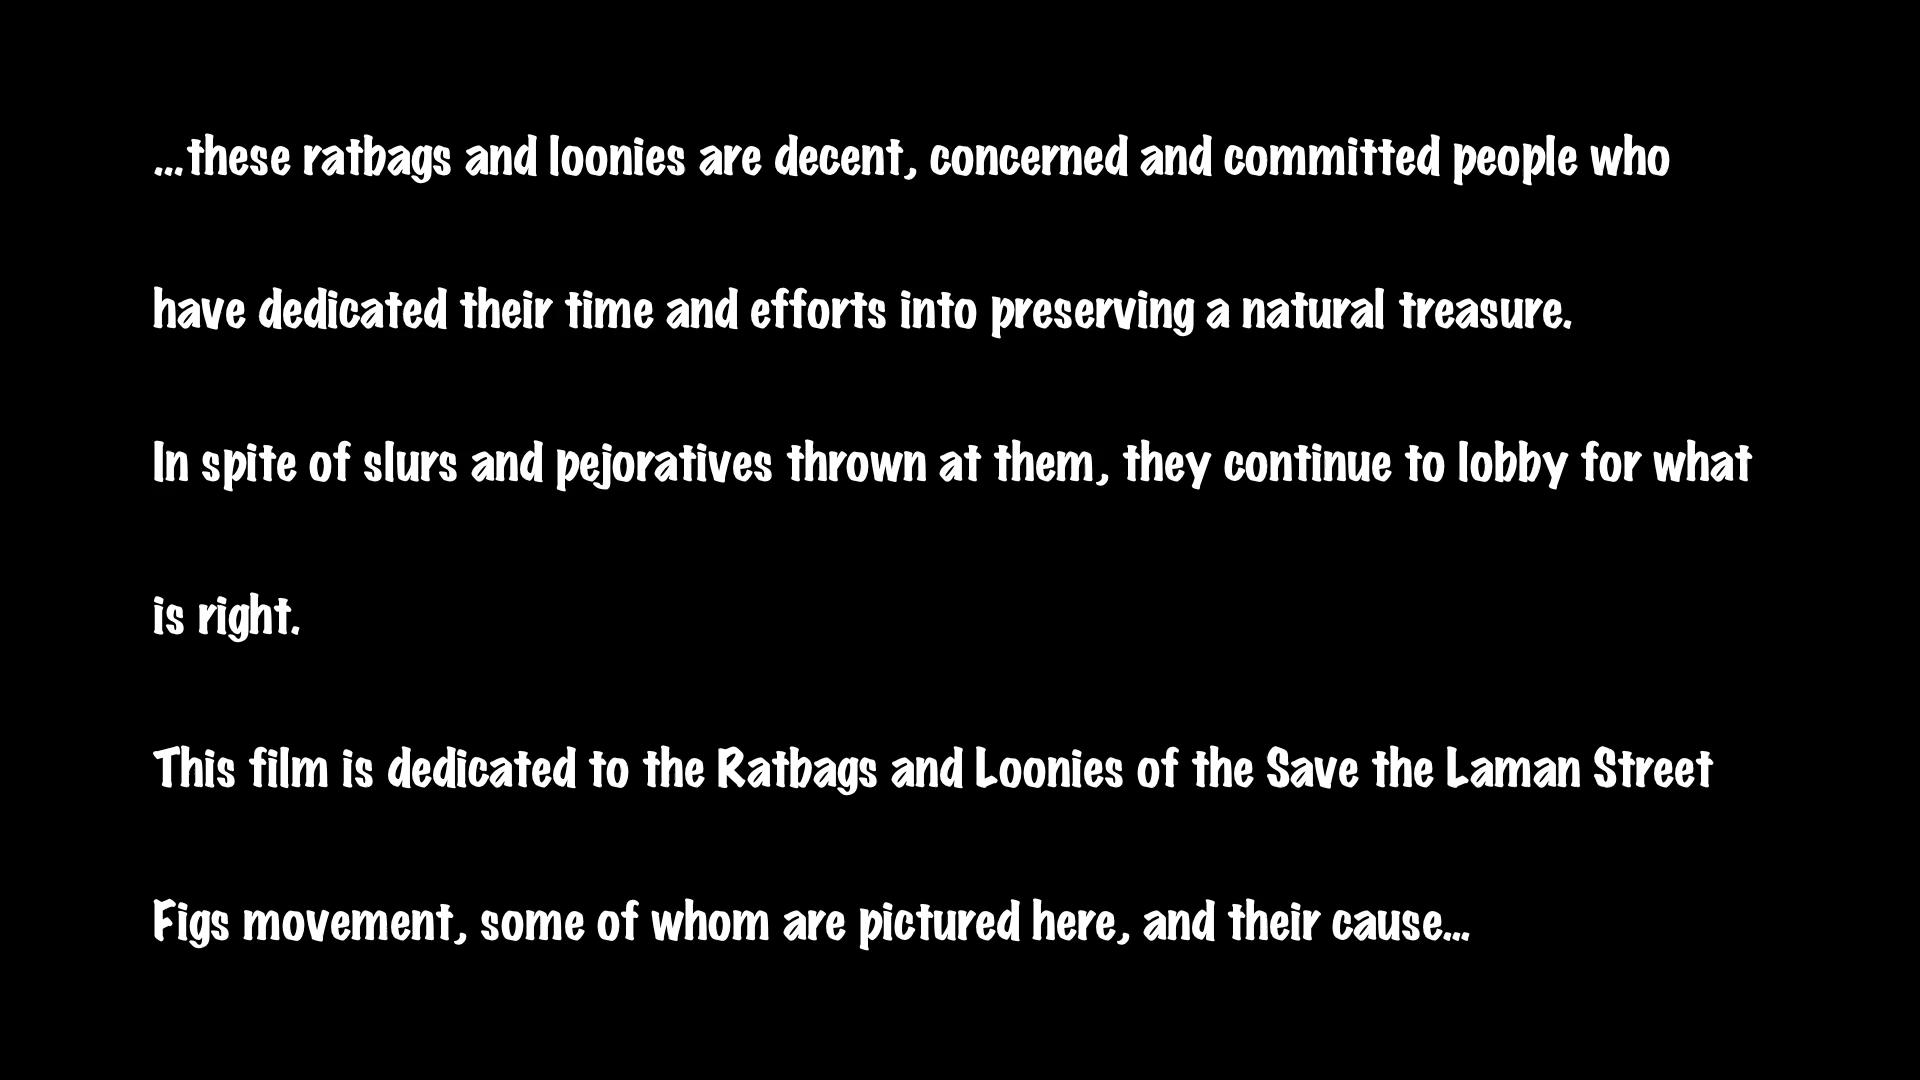 ...these ratbags and loonies are decent, concerned and committed people who
have dedicated their time and efforts into preserving a natural treasure.
In spite of slurs and pejoratives thrown at them, they continue to lobby for what
is right.
This film is dedicated to the Ratbags and Loonies of the Save the Laman Street
Figs movement, some of whom are pictured here, and their cause...